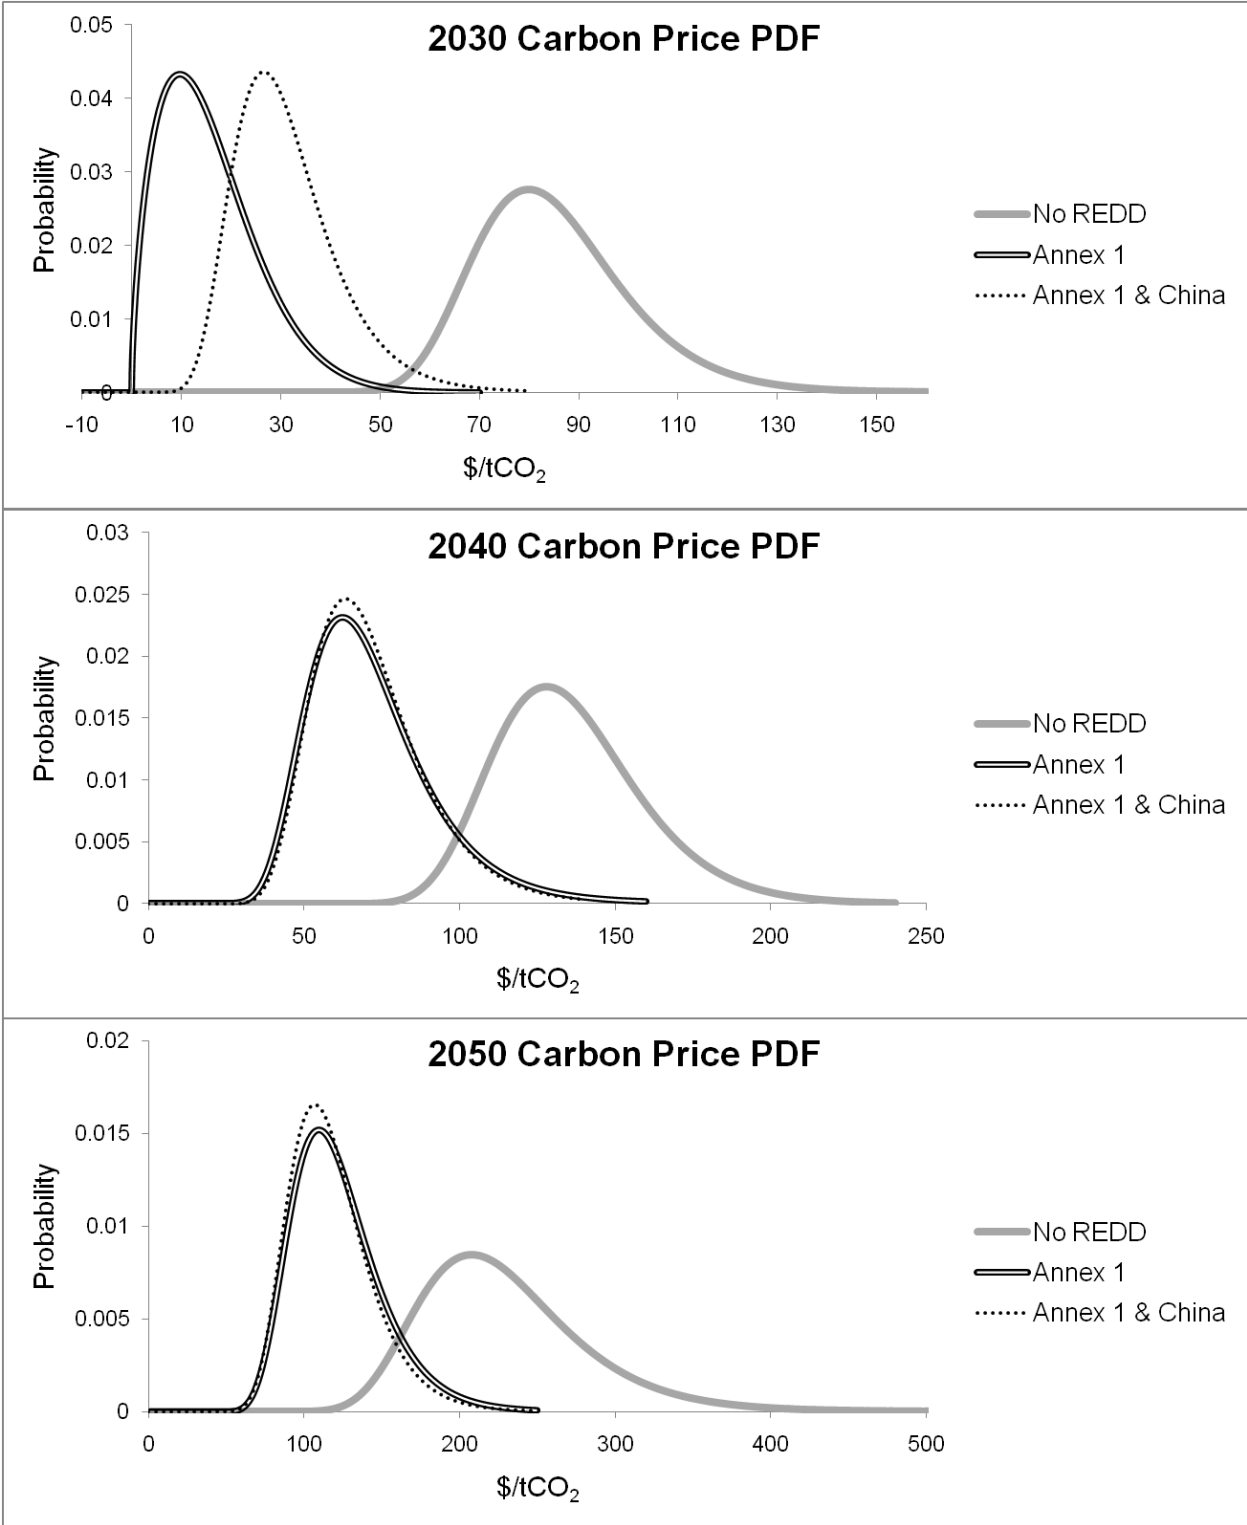 2030 Carbon Price PDF
0.05
0.04
0.03
0.02
0.01
0
Probability
-10 10 30 50 70 90 110 130 150
$/tCO₂
No REDD
Annex 1
Annex 1 & China
2040 Carbon Price PDF
0.03
0.025
0.02
0.015
0.01
0.005
0
Probability
0 50 100 150 200 250
$/tCO₂
No REDD
Annex 1
Annex 1 & China
2050 Carbon Price PDF
0.02
0.015
0.01
0.005
0
Probability
0 100 200 300 400 500
$/tCO₂
No REDD
Annex 1
Annex 1 & China